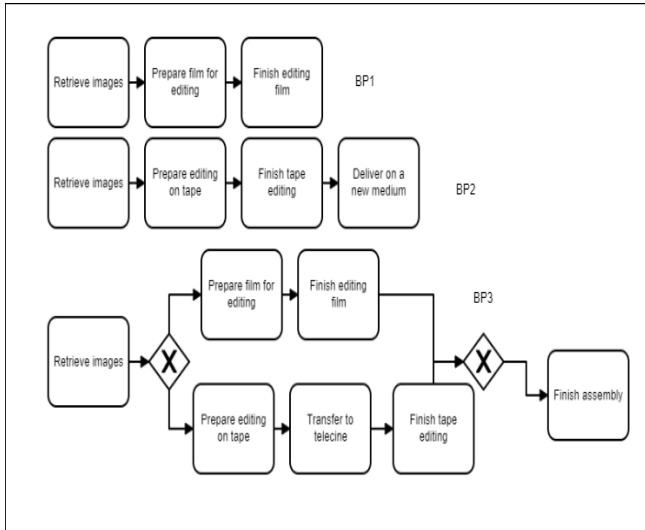 Retrieve images
Prepare film for
editing
Finish editing
film
BP1
Retrieve images
Prepare editing
on tape
Finish tape
editing
Deliver on a
new medium
BP2
Prepare film for
editing
Finish editing
film
BP3
Retrieve images
X
X
Finish assembly
Prepare editing
on tape
Transfer to
telecine
Finish tape
editing